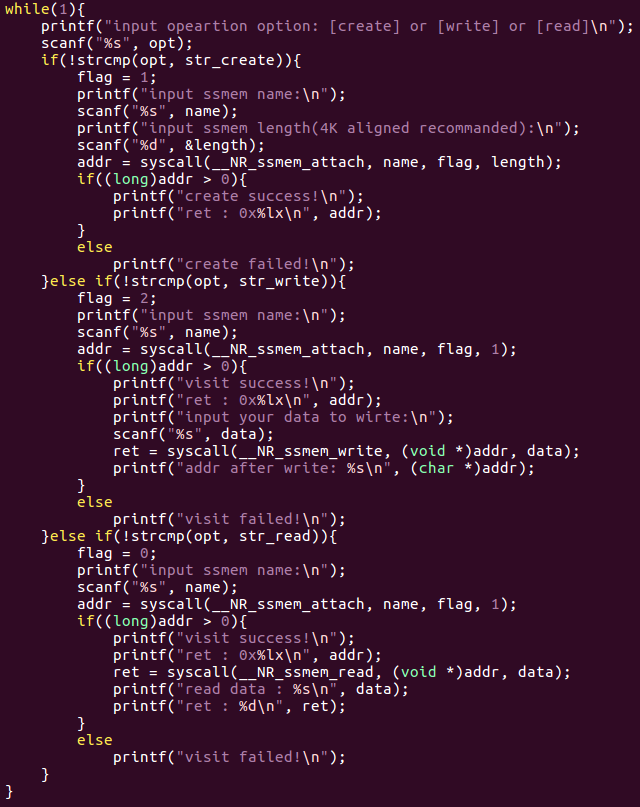 while(1){
    printf("input opeartion option: [create] or [write] or [read]\n");
    scanf("%s", opt);
    if(!strcmp(opt, str_create)){
        flag = 1;
        printf("input ssmem name:\n");
        scanf("%s", name);
        printf("input ssmem length(4K aligned recommanded):\n");
        scanf("%d", &length);
        addr = syscall(__NR_ssmem_attach, name, flag, length);
        if((long)addr > 0){
            printf("create success!\n");
            printf("ret : 0x%lx\n", addr);
        }
        else
            printf("create failed!\n");
    }else if(!strcmp(opt, str_write)){
        flag = 2;
        printf("input ssmem name:\n");
        scanf("%s", name);
        addr = syscall(__NR_ssmem_attach, name, flag, 1);
        if((long)addr > 0){
            printf("visit success!\n");
            printf("ret : 0x%lx\n", addr);
            printf("input your data to wirte:\n");
            scanf("%s", data);
            ret = syscall(__NR_ssmem_write, (void *)addr, data);
            printf("addr after write: %s\n", (char *)addr);
        }
        else
            printf("visit failed!\n");
    }else if(!strcmp(opt, str_read)){
        flag = 0;
        printf("input ssmem name:\n");
        scanf("%s", name);
        addr = syscall(__NR_ssmem_attach, name, flag, 1);
        if((long)addr > 0){
            printf("visit success!\n");
            printf("ret : 0x%lx\n", addr);
            ret = syscall(__NR_ssmem_read, (void *)addr, data);
            printf("read data : %s\n", data);
            printf("ret : %d\n", ret);
        }
        else
            printf("visit failed!\n");
    }
}